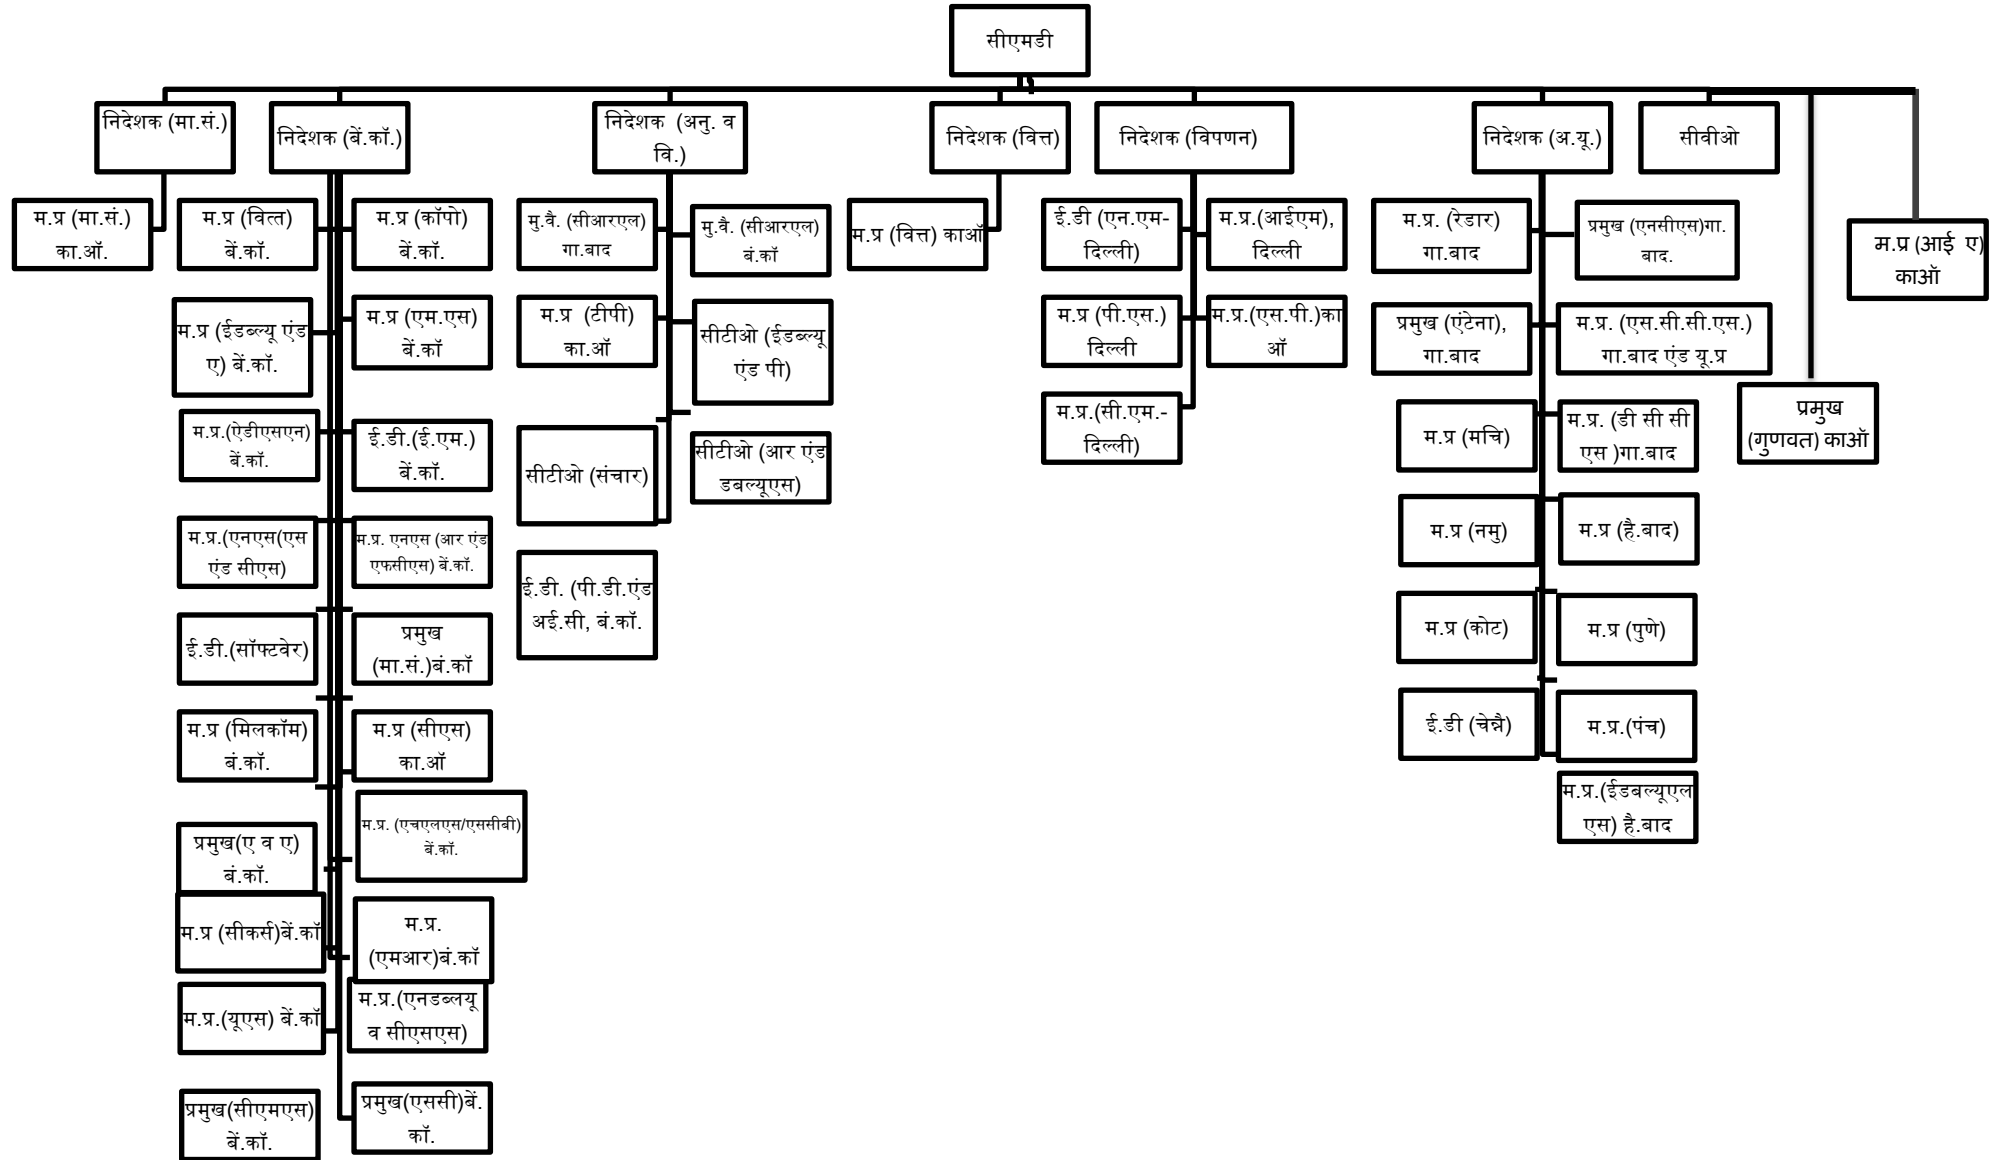 सीएमडी
निदेशक (मा.सं.)
निदेशक (बें.कॉ.)
निदेशक (अनु. व
वि.)
निदेशक (वित्त)
निदेशक (विपणन)
निदेशक (अ.यू.)
सीवीओ
म.प्र (मा.सं.)
का.ऑ.
म.प्र (वित्त)
बें.कॉ.
म.प्र (कॉपो)
बें.कॉ.
म.प्र (ईडब्ल्यू एंड
ए) बें.कॉ.
म.प्र (एम.एस)
बें.कॉ
म.प्र.(ऐडीएसएन)
बें.कॉ.
ई.डी.(ई.एम.)
बें.कॉ.
म.प्र.(एनएस(एस
एंड सीएस)
म.प्र. एनएस (आर एंड
एफसीएस) बें.कॉ.
ई.डी.(सॉफ्टवेर)
प्रमुख
(मा.सं.)बं.कॉ
म.प्र (मिलकॉम)
बं.कॉ.
म.प्र (सीएस)
का.ऑ
प्रमुख(ए व ए)
बं.कॉ.
म.प्र. (एचएलएस/एससीबी)
बें.कॉ.
म.प्र (सीकर्स)बें.कॉ
म.प्र.
(एमआर)बं.कॉ
म.प्र.(यूएस) बें.कॉ
म.प्र.(एनडब्लयू
व सीएसएस)
प्रमुख(सीएमएस)
बें.कॉ.
प्रमुख(एससी)बें.
कॉ.
मु.वै. (सीआरएल)
गा.बाद
मु.वै. (सीआरएल)
बं.कॉ
म.प्र (टीपी)
का.ऑ
सीटीओ (ईडब्ल्यू
एंड पी)
सीटीओ (संचार)
सीटीओ (आर एंड
डबल्यूएस)
ई.डी. (पी.डी.एंड
अई.सी, बं.कॉ.
म.प्र (वित्त) काऑ
ई.डी (एन.एम-
दिल्ली)
म.प्र.(आईएम),
दिल्ली
म.प्र (पी.एस.)
दिल्ली
म.प्र.(एस.पी.)का
ऑ
म.प्र.(सी.एम.-
दिल्ली)
म.प्र. (रेडार)
गा.बाद
प्रमुख (एनसीएस)गा.
बाद.
प्रमुख (एंटेना),
गा.बाद
म.प्र. (एस.सी.सी.एस.)
गा.बाद एंड यू.प्र
म.प्र (मचि)
म.प्र. (डी सी सी
एस )गा.बाद
म.प्र (नमु)
म.प्र (है.बाद)
म.प्र (कोट)
म.प्र (पुणे)
ई.डी (चेन्नै)
म.प्र.(पंच)
म.प्र.(ईडबल्यूएल
एस) है.बाद
प्रमुख
(गुणवत) काऑ
म.प्र (आई ए)
काऑ